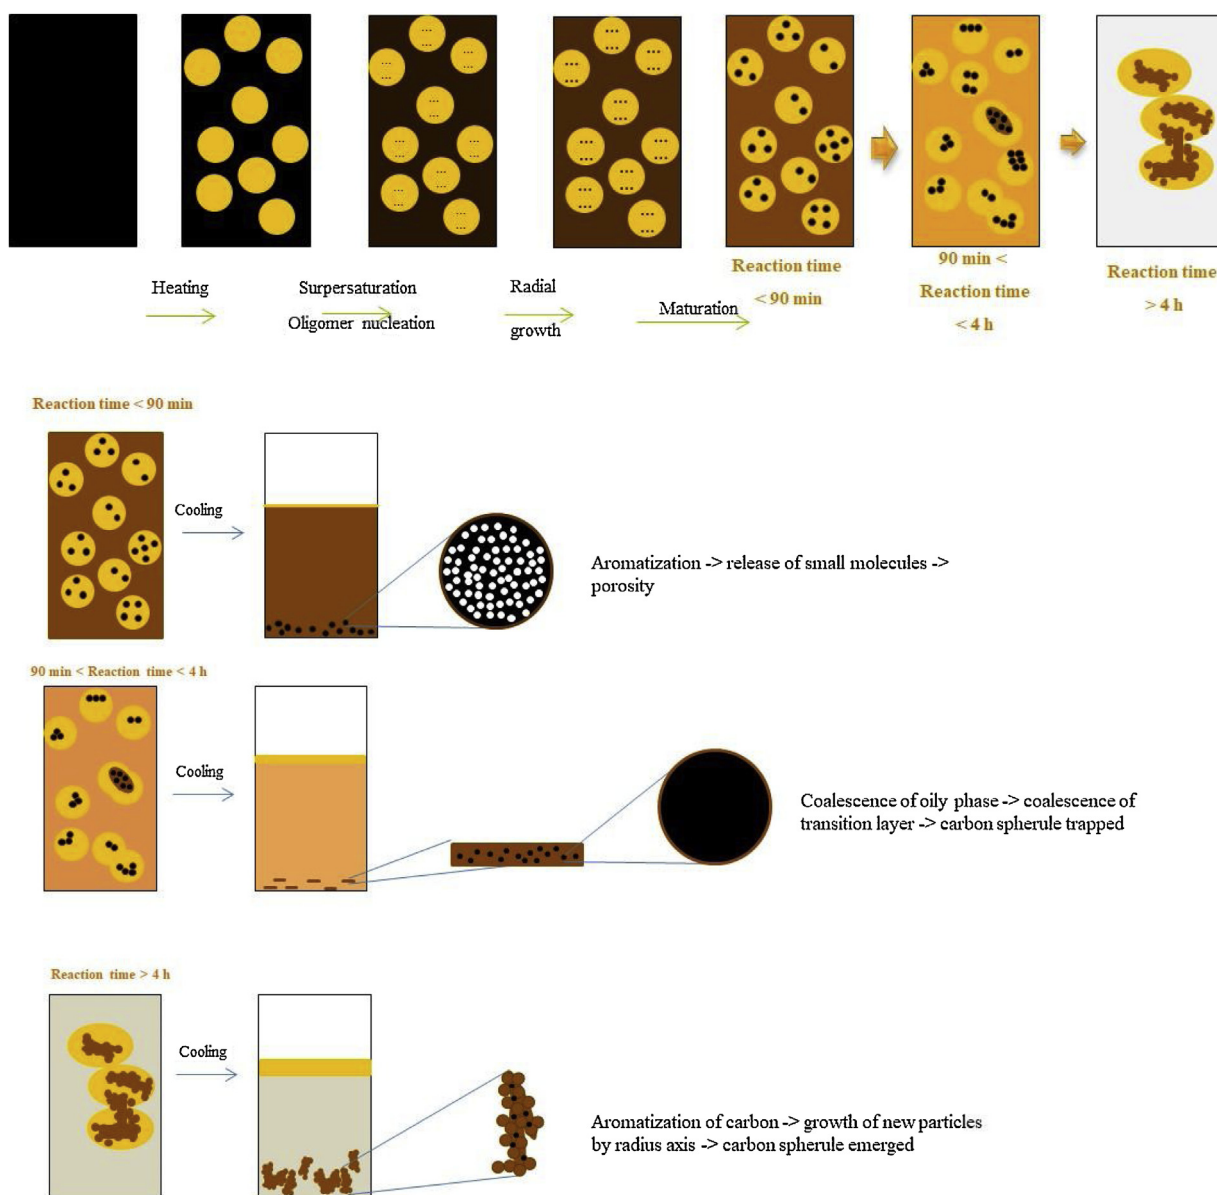 Heating
Surpersaturation
Oligomer nucleation
Radial
growth
Maturation
Reaction time
< 90 min
90 min <
Reaction time
< 4 h
Reaction time
> 4 h
Reaction time < 90 min
Cooling
Aromatization -> release of small molecules ->
porosity
90 min < Reaction time < 4 h
Cooling
Coalescence of oily phase -> coalescence of
transition layer -> carbon spherule trapped
Reaction time > 4 h
Cooling
Aromatization of carbon -> growth of new particles
by radius axis -> carbon spherule emerged